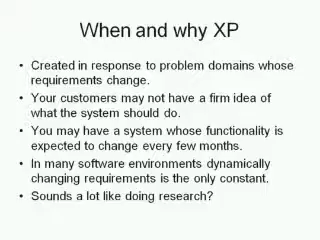 When and why XP
• Created in response to problem domains whose
requirements change.
• Your customers may not have a firm idea of
what the system should do.
• You may have a system whose functionality is
expected to change every few months.
• In many software environments dynamically
changing requirements is the only constant.
• Sounds a lot like doing research?